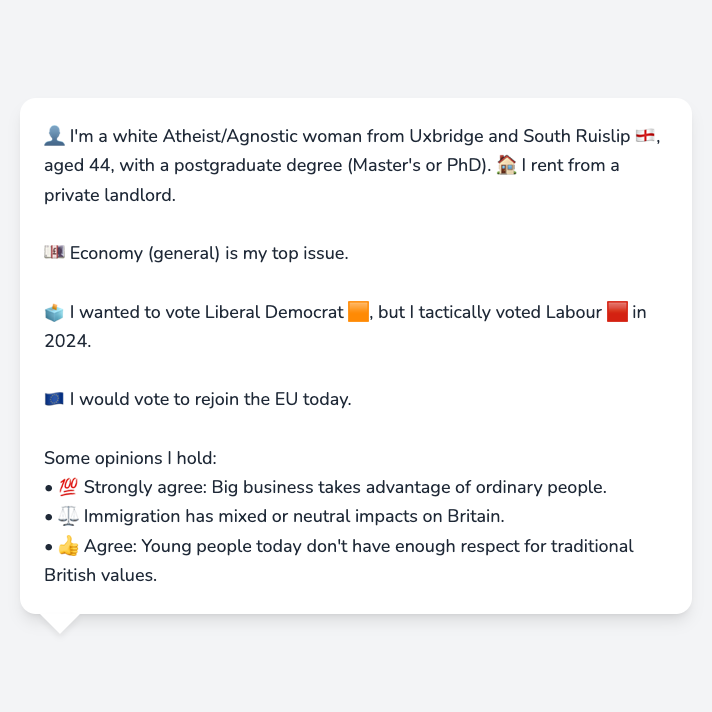 👤 I'm a white Atheist/Agnostic woman from Uxbridge and South Ruislip 🏴󠁧󠁢󠁥󠁮󠁧󠁿,
aged 44, with a postgraduate degree (Master's or PhD). 🏠 I rent from a
private landlord.
💷 Economy (general) is my top issue.
🗳️ I wanted to vote Liberal Democrat 🟧, but I tactically voted Labour 🟥 in
2024.
🇪🇺 I would vote to rejoin the EU today.
Some opinions I hold:
• 💯 Strongly agree: Big business takes advantage of ordinary people.
• ⚖️ Immigration has mixed or neutral impacts on Britain.
• 👍 Agree: Young people today don't have enough respect for traditional
British values.